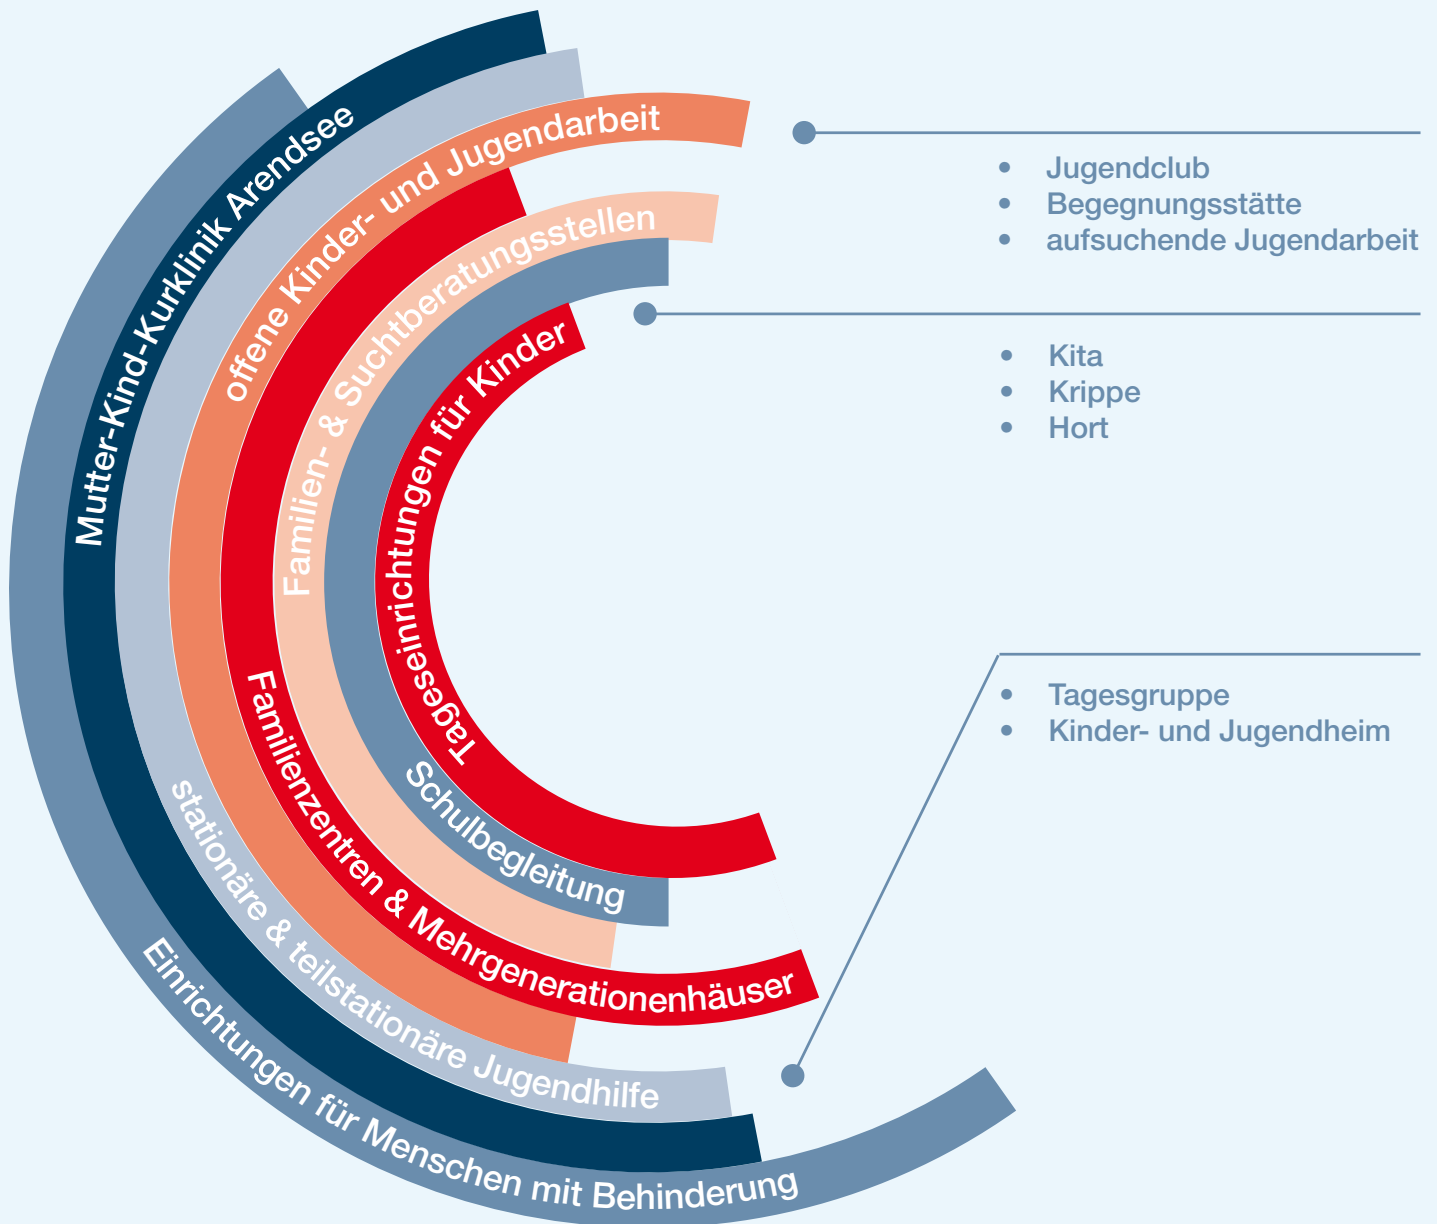 Einrichtungen für Menschen mit Behinderung
Mutter-Kind-Kurklinik Arendsee
stationäre & teilstationäre Jugendhilfe
offene Kinder- und Jugendarbeit
Familienzentren & Mehrgenerationenhäuser
Familien- & Suchtberatungsstellen
Schulbegleitung
Tageseinrichtungen für Kinder
• Jugendclub
• Begegnungsstätte
• aufsuchende Jugendarbeit
• Kita
• Krippe
• Hort
• Tagesgruppe
• Kinder- und Jugendheim